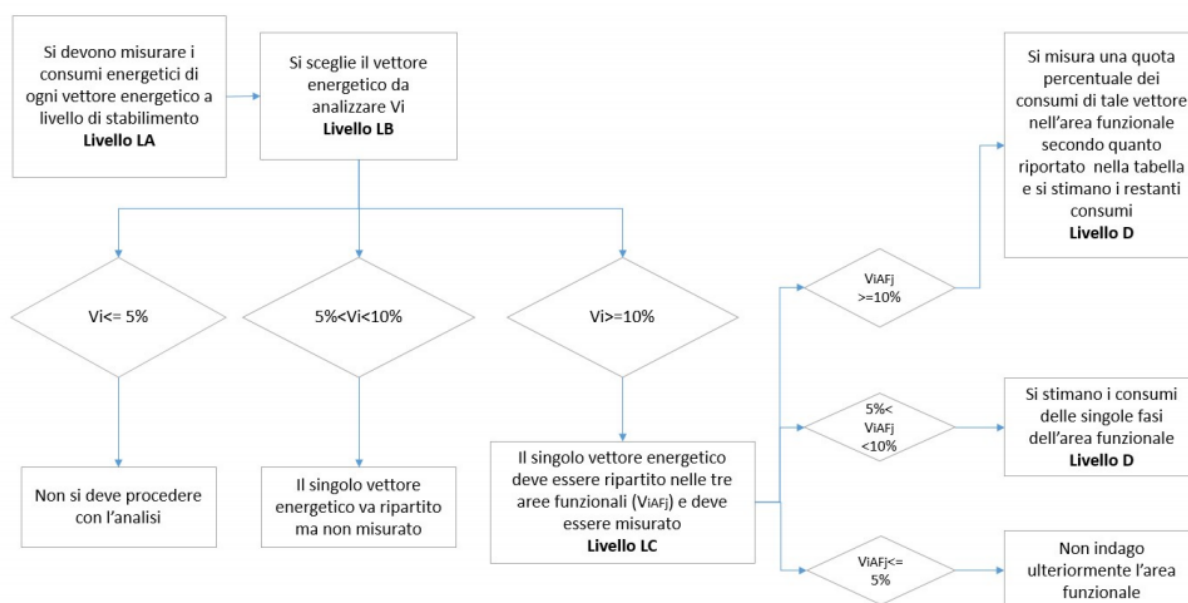 Si devono misurare i
consumi energetici di
ogni vettore energetico a
livello di stabilimento
Livello LA
Si sceglie il vettore
energetico da
analizzare Vi
Livello LB
Si misura una quota
percentuale dei
consumi di tale vettore
nell'area funzionale
secondo quanto
riportato nella tabella
e si stimano i restanti
consumi
Livello D
Vi<= 5%
5%<Vi<10%
Vi>=10%
ViAFj
>=10%
Non si deve procedere
con l'analisi
Il singolo vettore
energetico va ripartito
ma non misurato
Il singolo vettore energetico
deve essere ripartito nelle tre
aree funzionali (ViAFj) e deve
essere misurato
Livello LC
5%<
ViAFj
<10%
Si stimano i consumi
delle singole fasi
dell'area funzionale
Livello D
ViAFj<=
5%
Non indago
ulteriormente l'area
funzionale